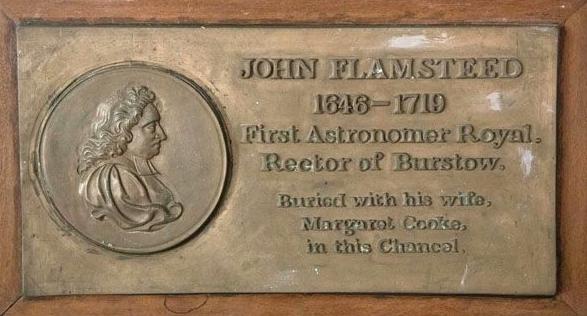 JOHN FLAMSTEED
1646–1719
First Astronomer Royal.
Rector of Burstow.
Buried with his wife,
Margaret Cooke,
in this Chancel.